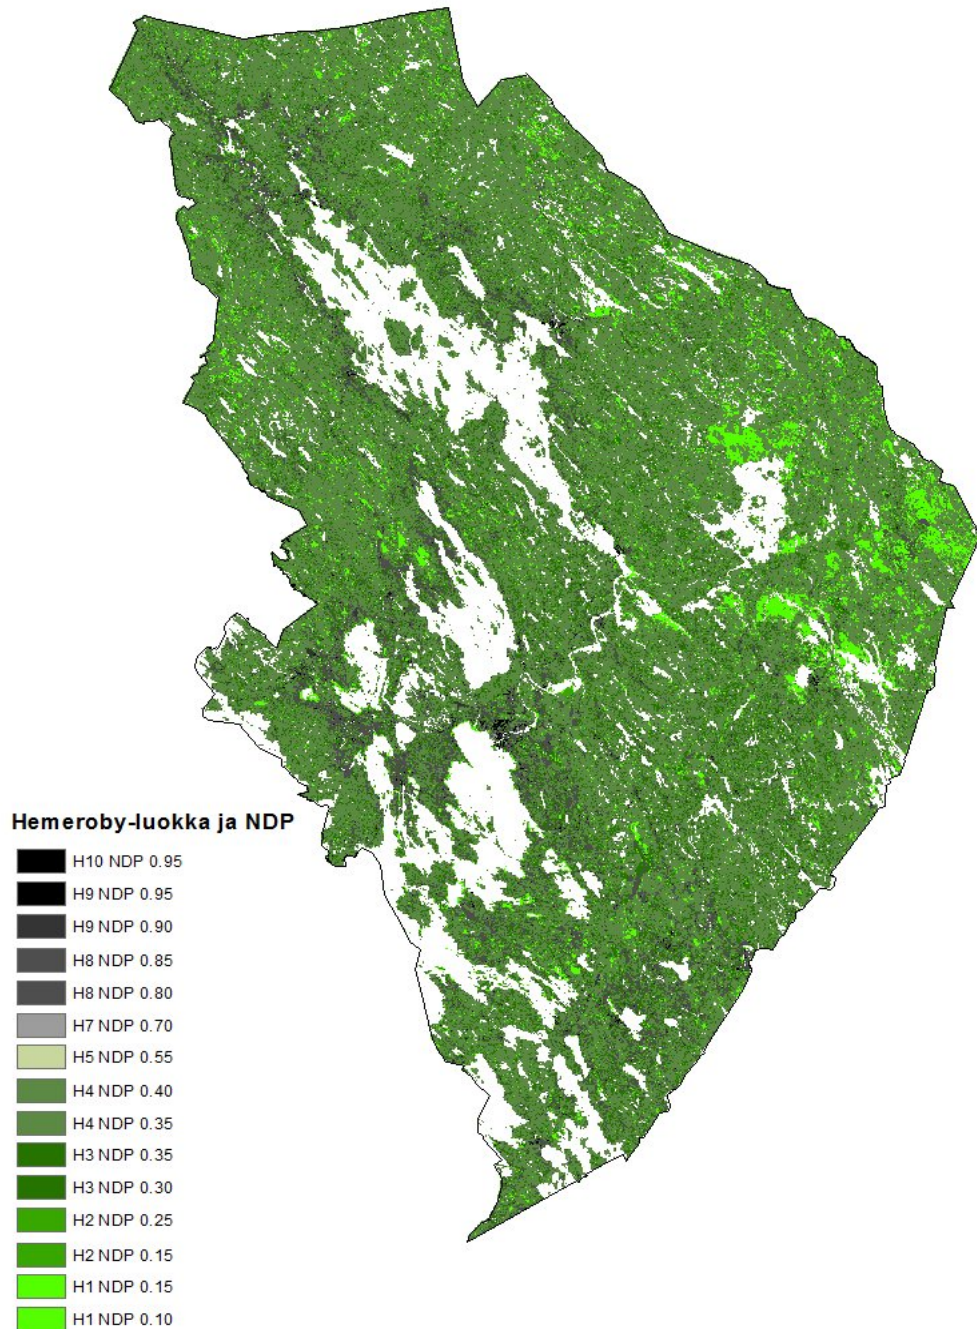 Hemeroby-luokka ja NDP
H10 NDP 0.95
H9 NDP 0.95
H9 NDP 0.90
H8 NDP 0.85
H8 NDP 0.80
H7 NDP 0.70
H5 NDP 0.55
H4 NDP 0.40
H4 NDP 0.35
H3 NDP 0.35
H3 NDP 0.30
H2 NDP 0.25
H2 NDP 0.15
H1 NDP 0.15
H1 NDP 0.10